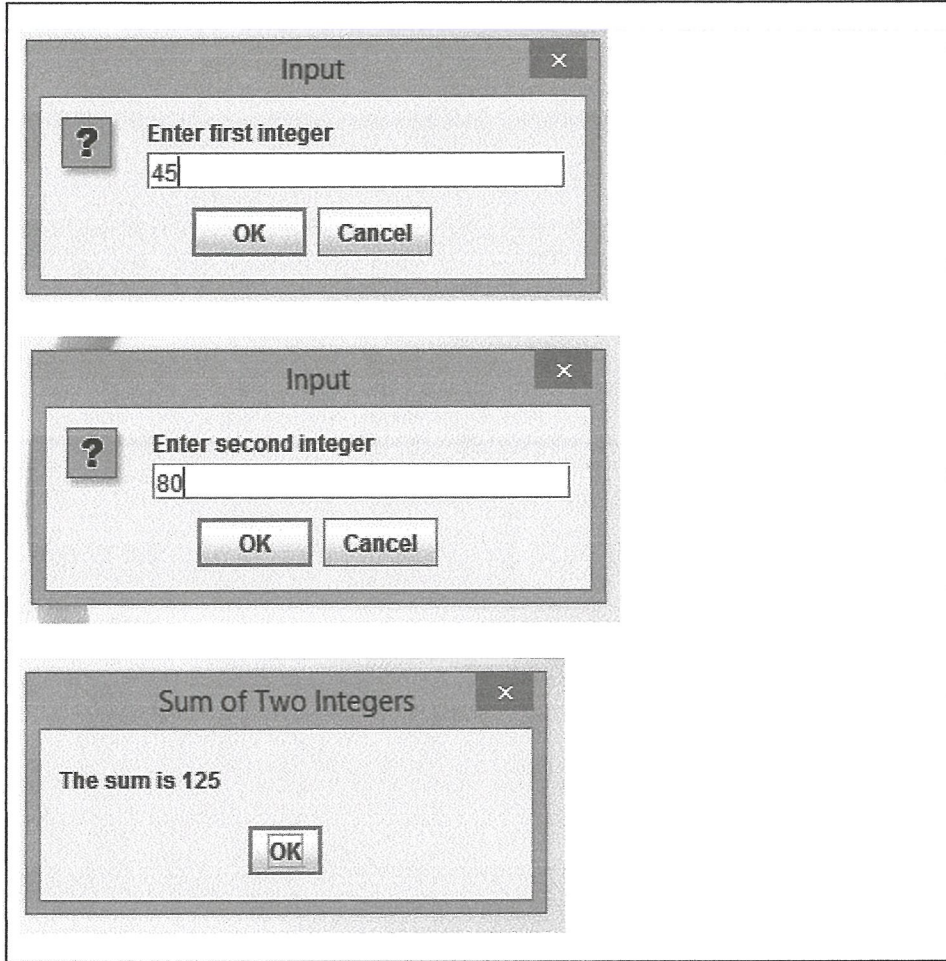 Input
×
?
Enter first integer
45
OK Cancel
Input
×
?
Enter second integer
80
OK Cancel
Sum of Two Integers
×
The sum is 125
OK